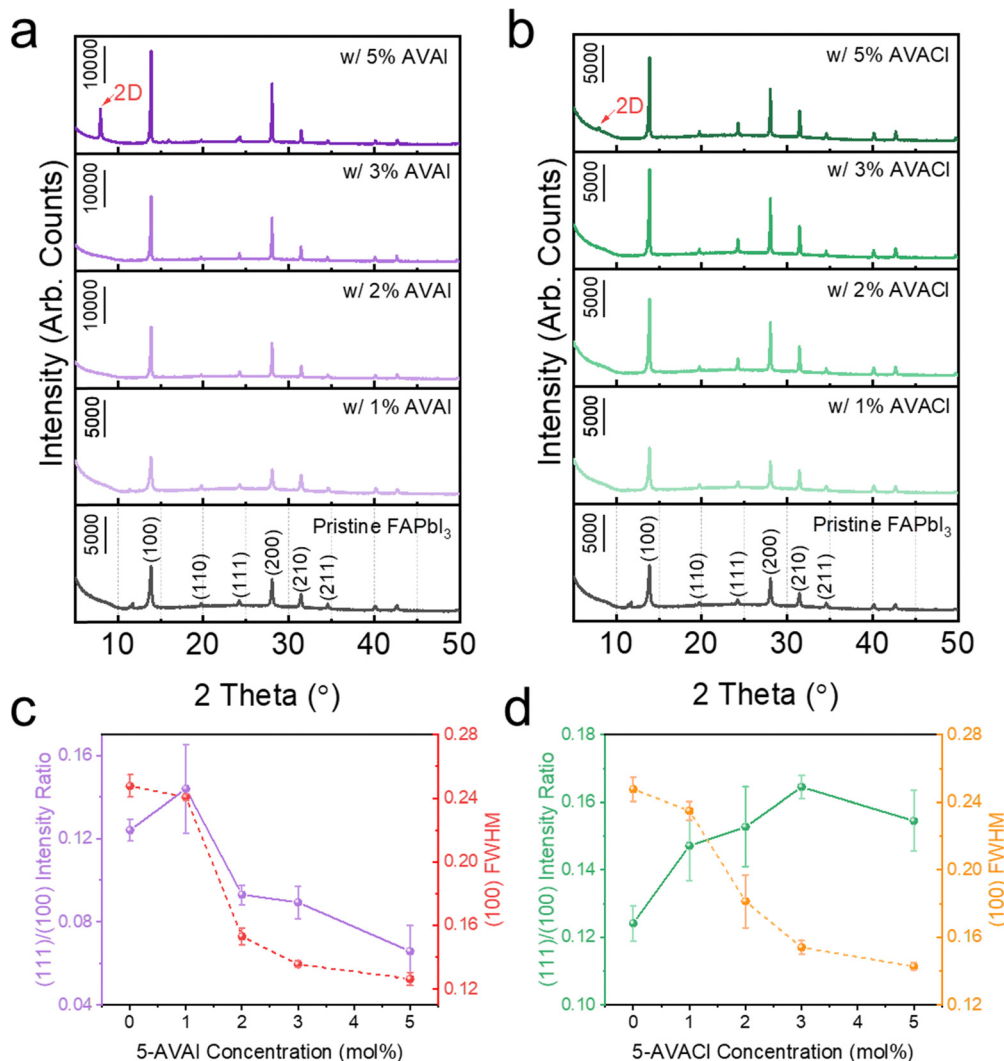 a
Intensity (Arb. Counts)
10000
w/ 5% AVAI
2D
10000
w/ 3% AVAI
10000
w/ 2% AVAI
5000
w/ 1% AVAI
5000
Pristine FAPbI₃
(100)
(110)
(111)
(200)
(210)
(211)
10 20 30 40 50
b
Intensity (Arb. Counts)
5000
w/ 5% AVACl
2D
5000
w/ 3% AVACl
5000
w/ 2% AVACl
5000
w/ 1% AVACl
5000
Pristine FAPbI₃
(100)
(110)
(111)
(200)
(210)
(211)
10 20 30 40 50
2 Theta (°)
2 Theta (°)
c
(111)/(100) Intensity Ratio
0.16
0.12
0.08
0.04
0.28
0.24
0.20
0.16
0.12
(100) FWHM
0 1 2 3 4 5
5-AVAI Concentration (mol%)
d
(111)/(100) Intensity Ratio
0.18
0.16
0.14
0.12
0.10
0.28
0.24
0.20
0.16
0.12
(100) FWHM
0 1 2 3 4 5
5-AVACl Concentration (mol%)